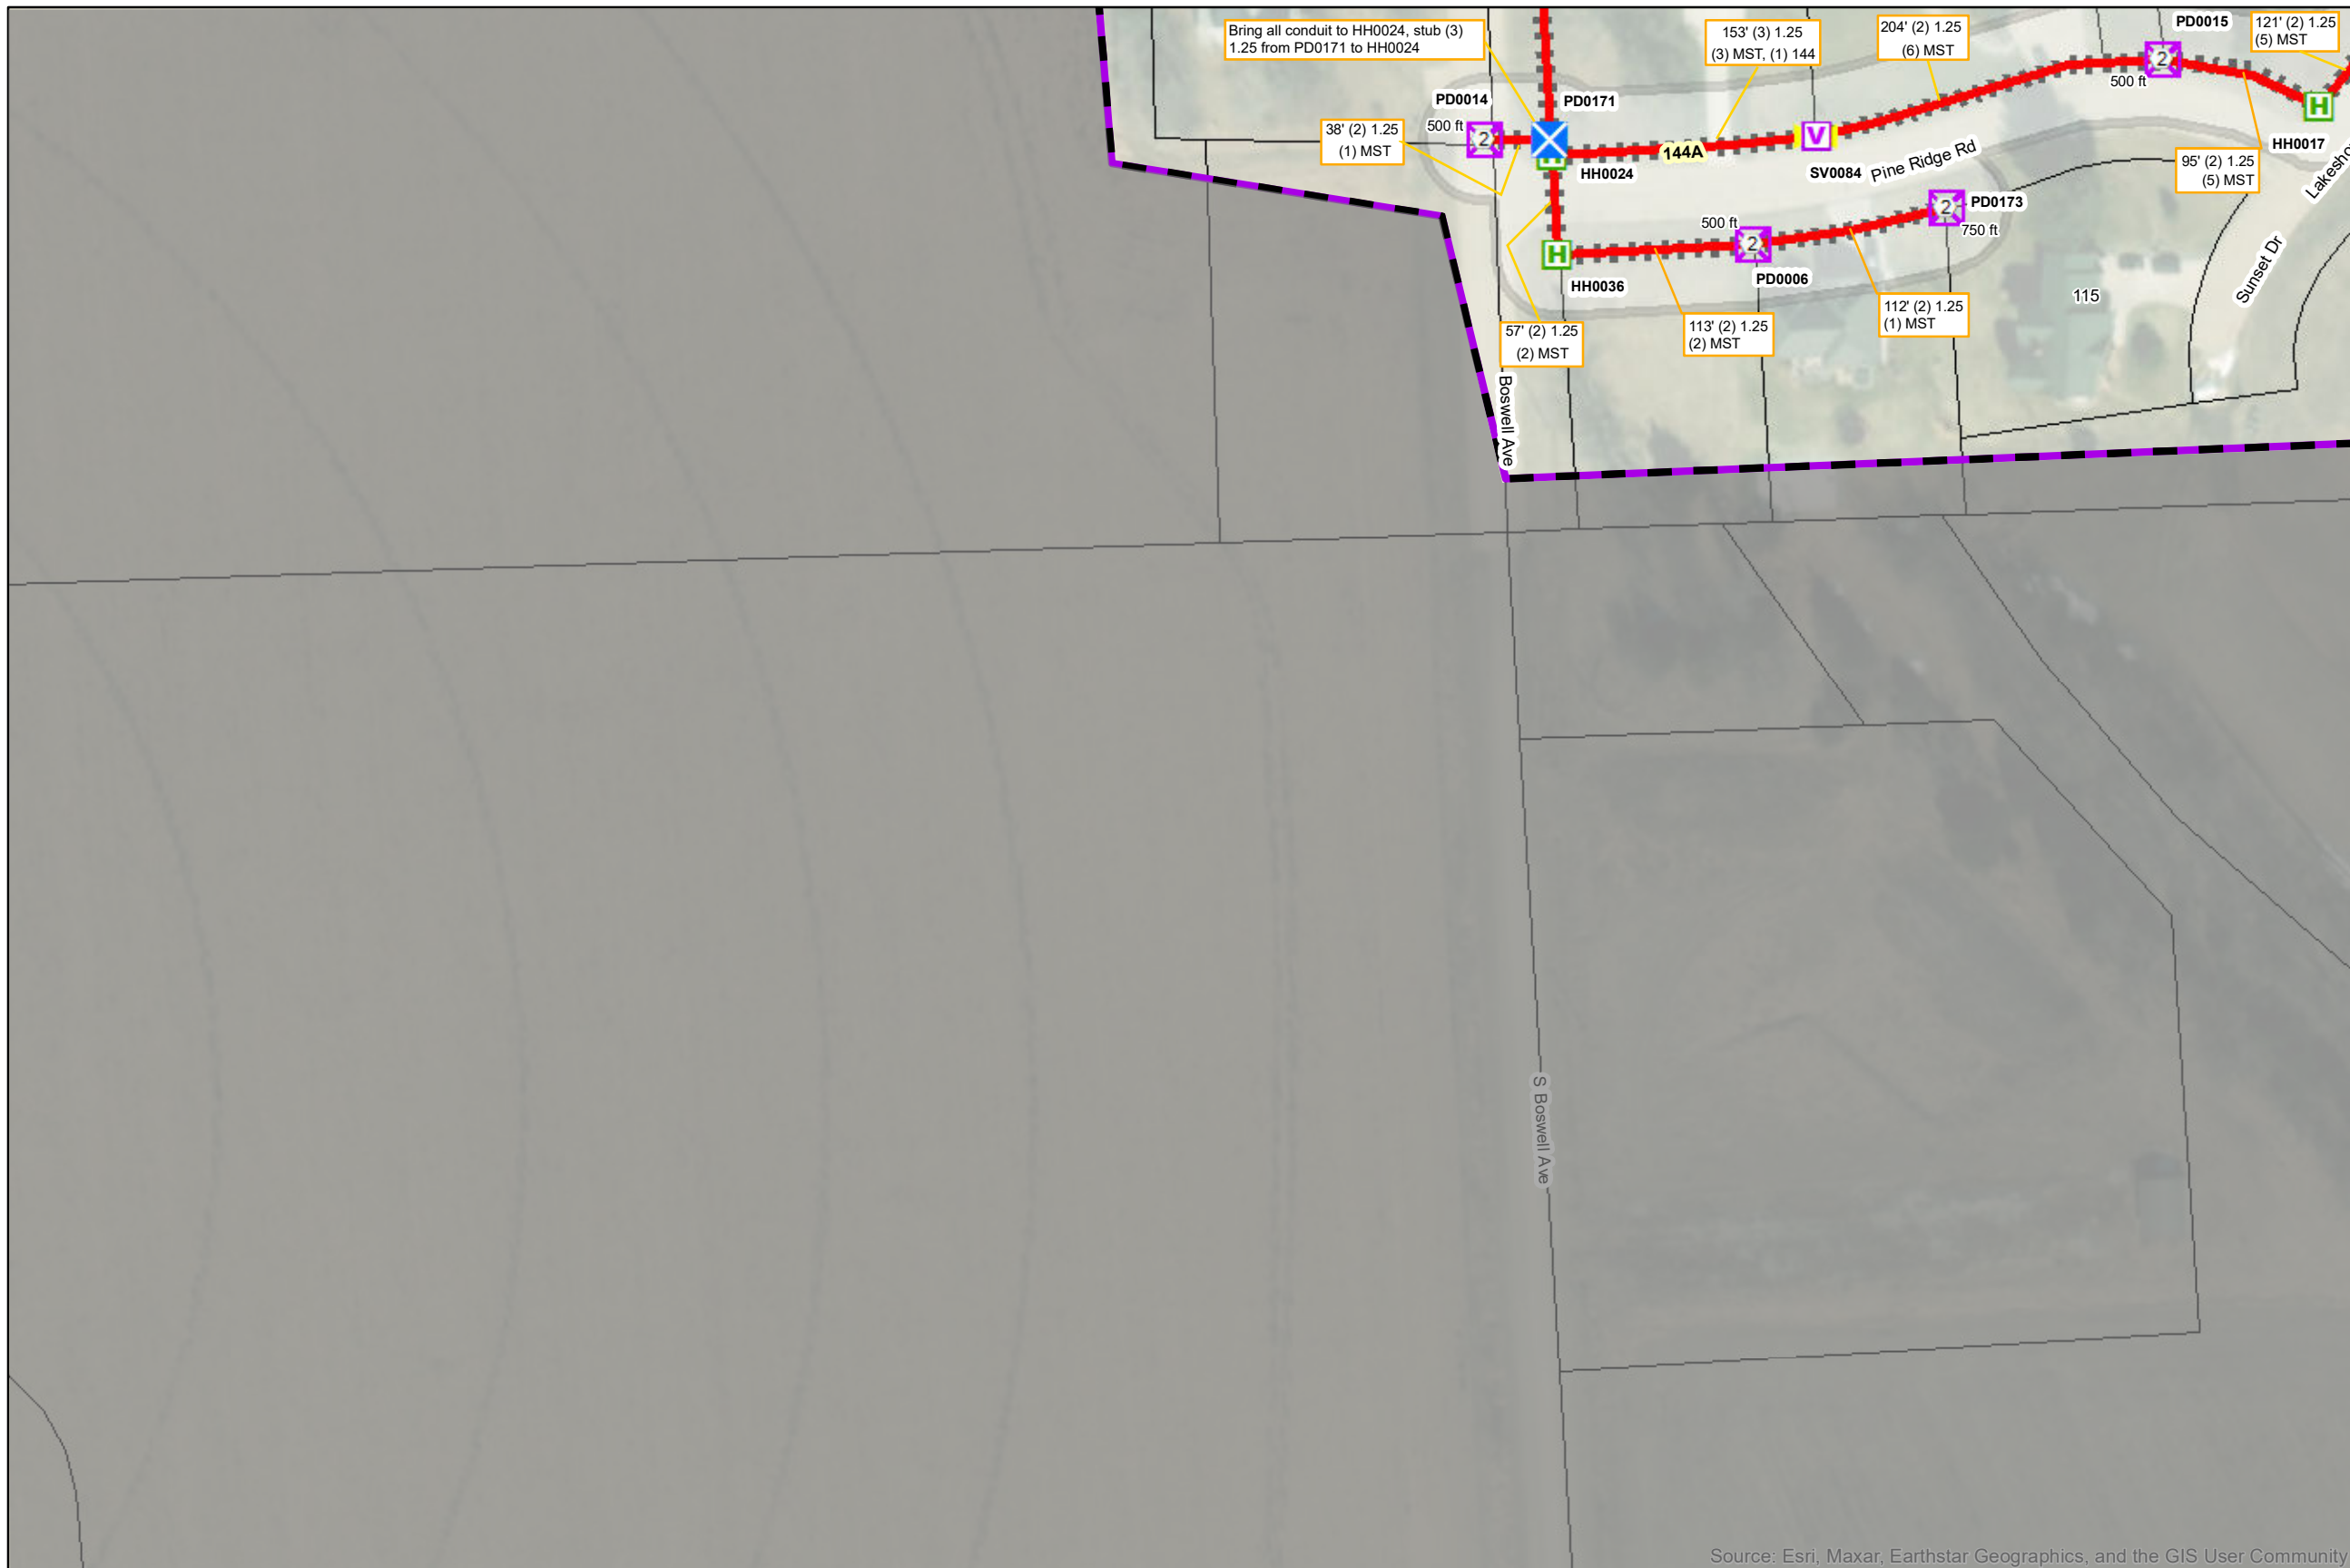 Bring all conduit to HH0024, stub (3)
1.25 from PD0171 to HH0024
153' (3) 1.25
(3) MST, (1) 144
204' (2) 1.25
(6) MST
PD0015
121' (2) 1.25
(5) MST
2
500 ft
H
HH0017
PD0014
500 ft
2
PD0171
38' (2) 1.25
(1) MST
H
HH0024
144A
V
SV0084
Pine Ridge Rd
95' (2) 1.25
(5) MST
2
PD0173
750 ft
500 ft
2
PD0006
H
HH0036
57' (2) 1.25
(2) MST
113' (2) 1.25
(2) MST
112' (2) 1.25
(1) MST
115
Sunset Dr
Boswell Ave
S Boswell Ave
Source: Esri, Maxar, Earthstar Geographics, and the GIS User Community